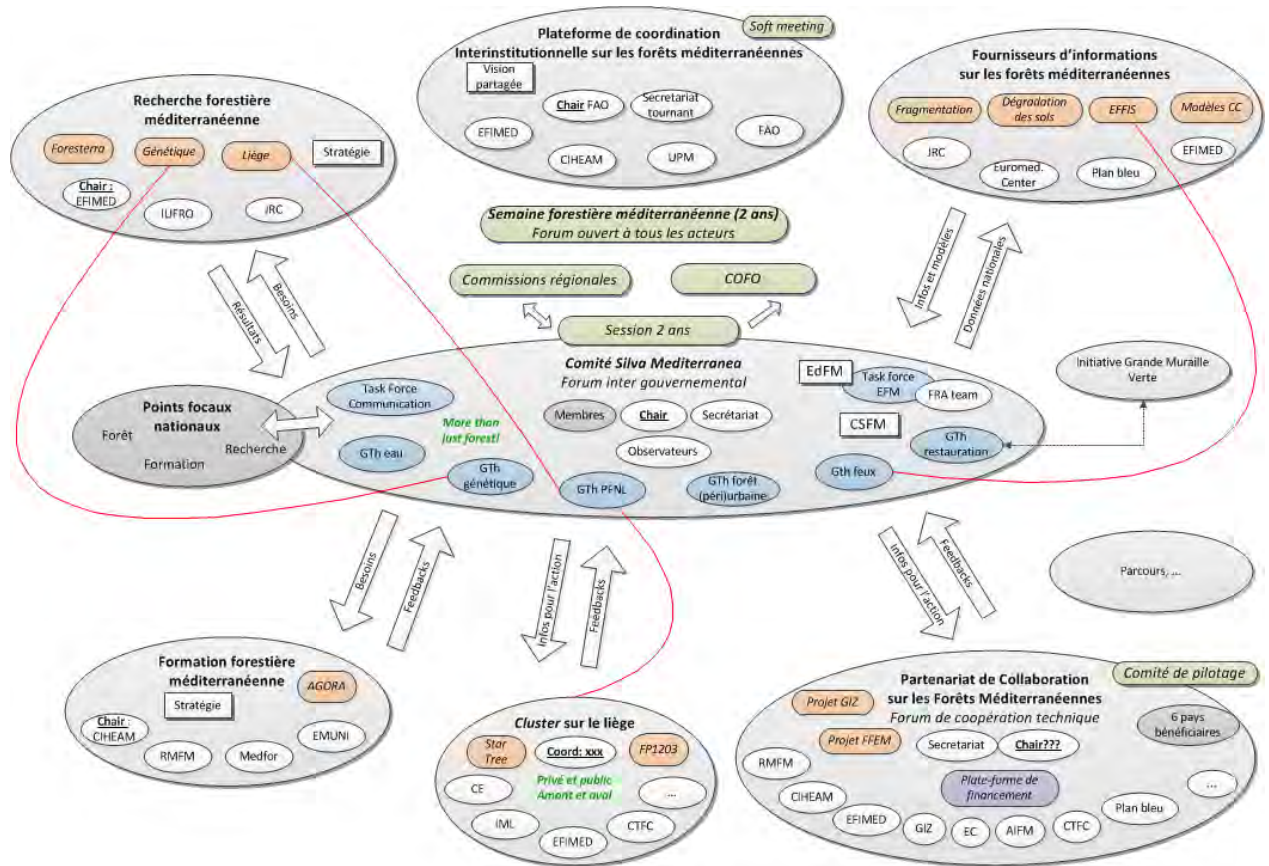 Soft meeting
Plateforme de coordination
Interinstitutionnelle sur les forêts méditerranéennes
Vision
partagée
Chair FAO
Secretariat
tournant
EFIMED
FAO
CIHEAM
UPM
Recherche forestière
méditerranéenne
Foresterra
Génétique
Liège
Stratégie
Chair :
EFIMED
IUFRO
JRC
Fournisseurs d'informations
sur les forêts méditerranéennes
Fragmentation
Dégradation
des sols
EFFIS
Modèles CC
JRC
EFIMED
Euromed.
Center
Plan bleu
Semaine forestière méditerranéenne (2 ans)
Forum ouvert à tous les acteurs
Commissions régionales
COFO
Session 2 ans
Résultats
Besoins
Infos et modèles
Données nationales
Comité Silva Mediterranea
Forum inter gouvernemental
Task Force
Communication
More than
just forest!
Membres
Chair
Secrétariat
Observateurs
EdFM
Task force
EFM
FRA team
CSFM
GTh
restauration
GTh eau
GTh
génétique
GTh PFNL
GTh forêt
(péri)urbaine
Gth feux
Points focaux
nationaux
Forêt
Recherche
Formation
Initiative Grande Muraille
Verte
Parcours, ...
Besoins
Feedbacks
Infos pour l'action
Feedbacks
Infos pour l'action
Feedbacks
Formation forestière
méditerranéenne
Stratégie
AGORA
Chair :
CIHEAM
RMFM
Medfor
EMUNI
Cluster sur le liège
Star
Tree
Coord: xxx
FP1203
Privé et public
Amont et aval
CE
...
IML
EFIMED
CTFC
Comité de pilotage
Partenariat de Collaboration
sur les Forêts Méditerranéennes
Forum de coopération technique
Projet GIZ
Projet FFEM
Secretariat
Chair???
6 pays
bénéficiaires
Plate-forme de
financement
RMFM
CIHEAM
EFIMED
GIZ
EC
AIFM
CTFC
Plan bleu
...